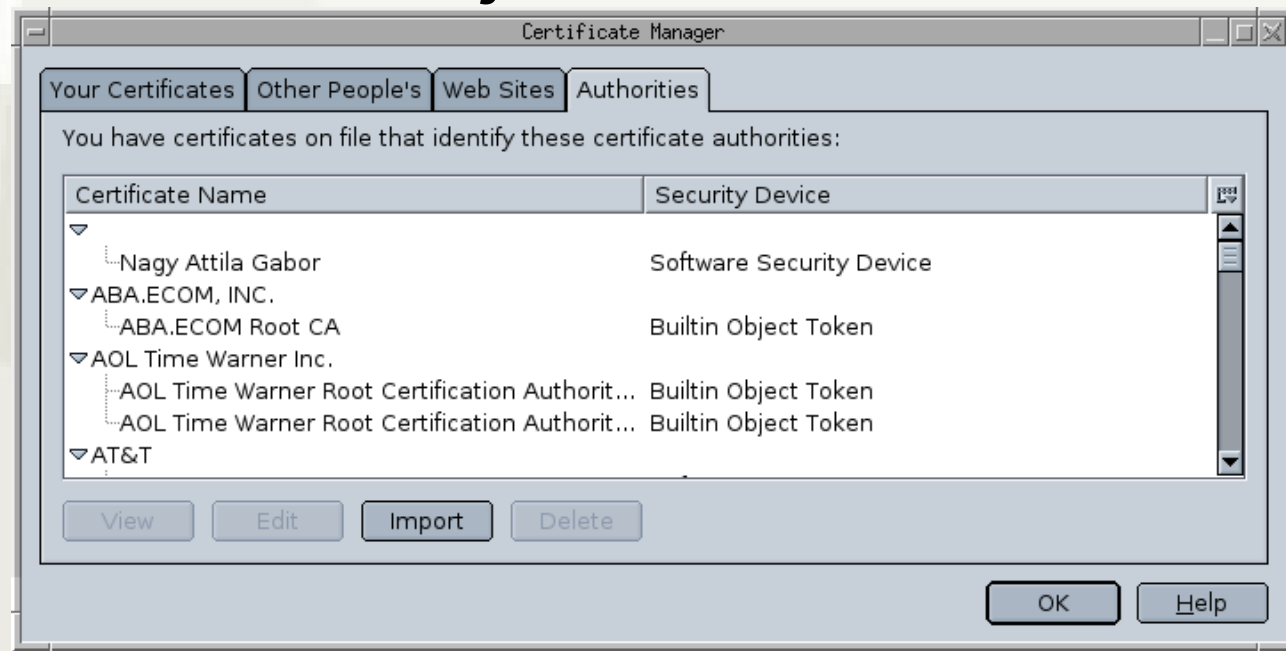 Certificate Manager
Your Certificates Other People's Web Sites Authorities
You have certificates on file that identify these certificate authorities:
Certificate Name Security Device
Nagy Attila Gabor Software Security Device
ABA.ECOM, INC.
ABA.ECOM Root CA Builtin Object Token
AOL Time Warner Inc.
AOL Time Warner Root Certification Authorit... Builtin Object Token
AOL Time Warner Root Certification Authorit... Builtin Object Token
AT&T
View Edit Import Delete
OK Help